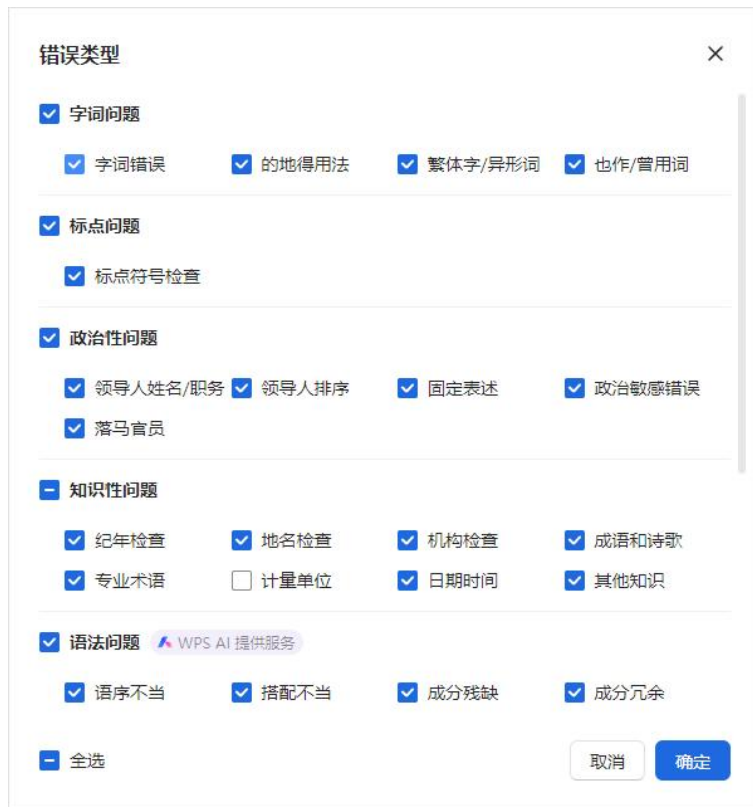 错误类型
字词问题
字词错误 的地得用法 繁体字/异形词 也作/曾用词
标点问题
标点符号检查
政治性问题
领导人姓名/职务 领导人排序 固定表述 政治敏感错误
落马官员
知识性问题
纪年检查 地名检查 机构检查 成语和诗歌
专业术语 计量单位 日期时间 其他知识
语法问题 WPS AI 提供服务
语序不当 搭配不当 成分残缺 成分冗余
全选 取消 确定